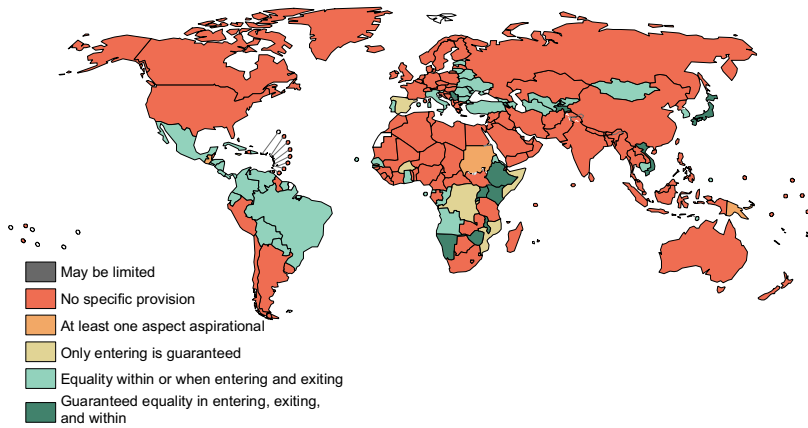 May be limited
No specific provision
At least one aspect aspirational
Only entering is guaranteed
Equality within or when entering and exiting
Guaranteed equality in entering, exiting,
and within